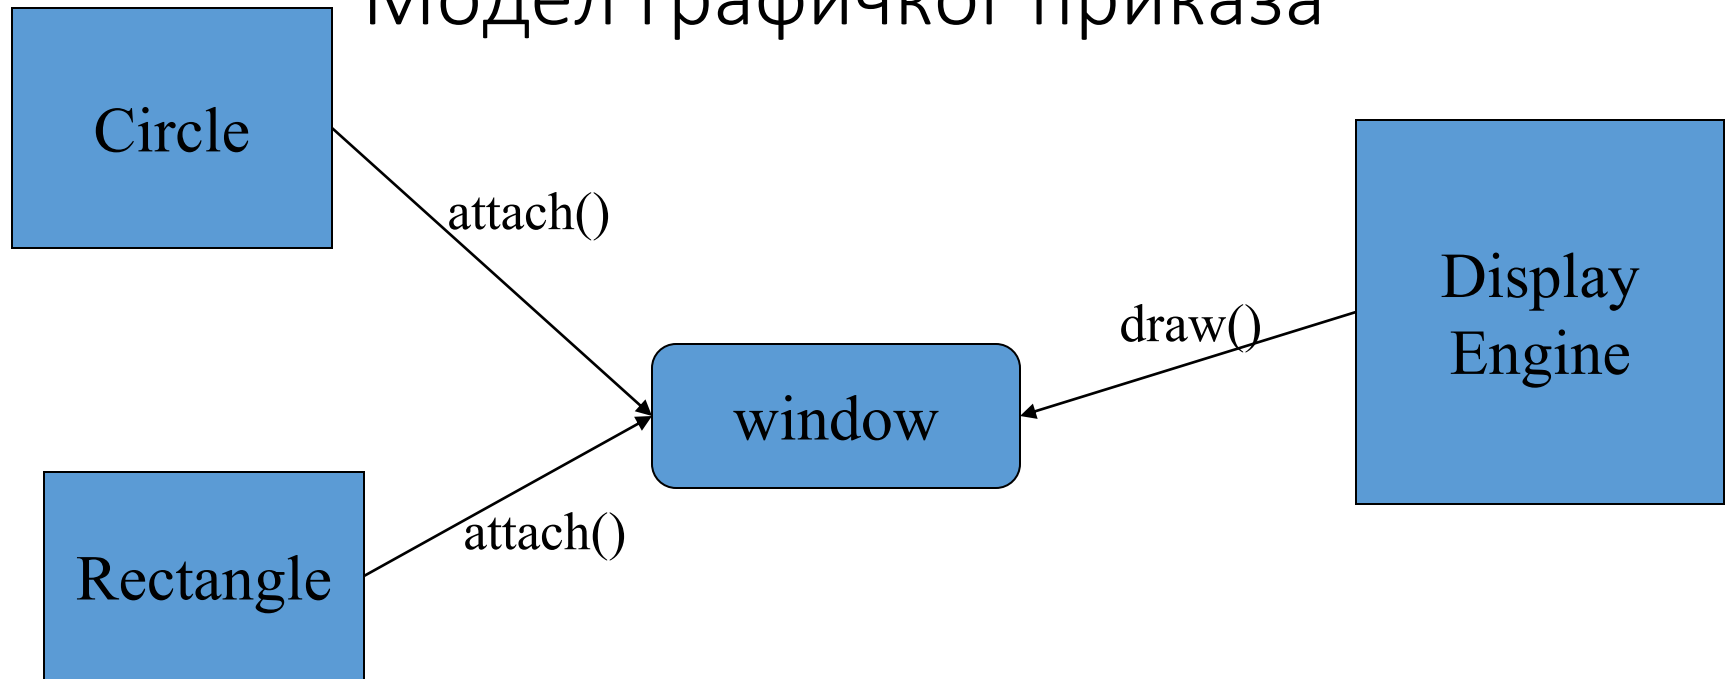 Модел графичког приказа
Circle
attach()
Display
Engine
draw()
window
attach()
Rectangle